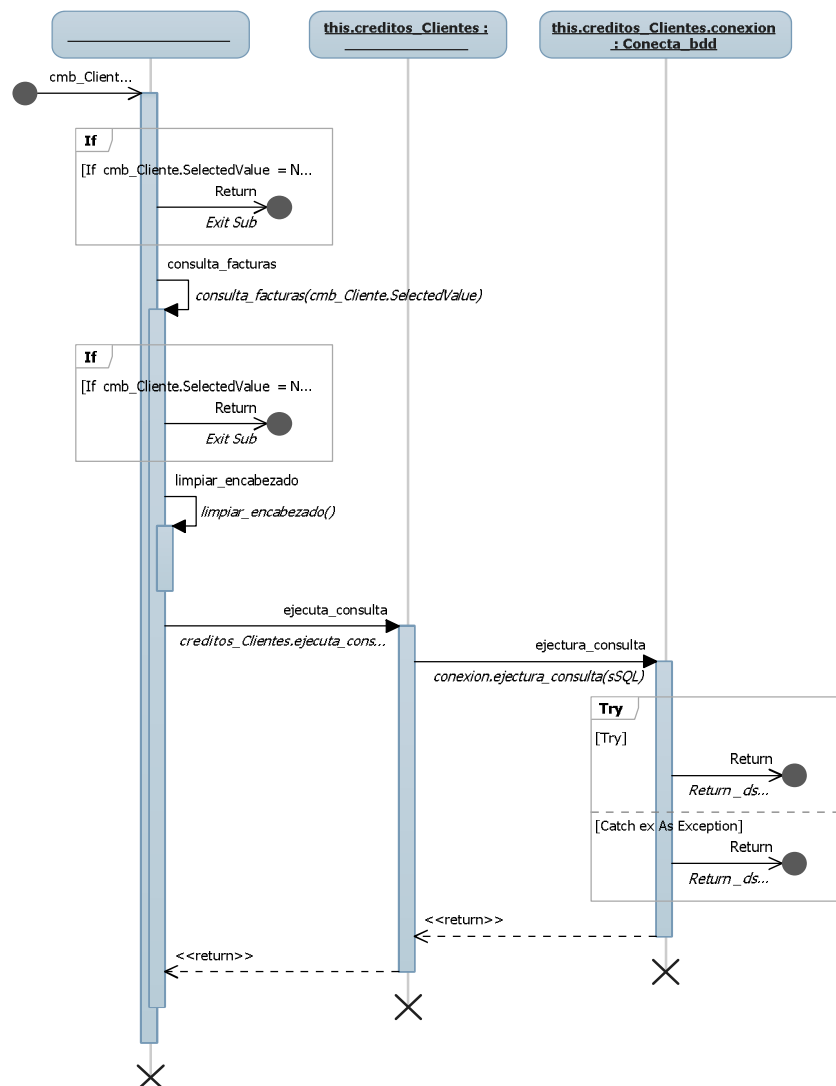 this.creditos_Clientes :
this.creditos_Clientes.conexion
: Conecta_bdd
cmb_Client...
If
[If cmb_Cliente.SelectedValue = N...
Return
Exit Sub
consulta_facturas
consulta_facturas(cmb_Cliente.SelectedValue)
If
[If cmb_Cliente.SelectedValue = N...
Return
Exit Sub
limpiar_encabezado
limpiar_encabezado()
ejecuta_consulta
creditos_Clientes.ejecuta_cons...
ejectura_consulta
conexion.ejectura_consulta(sSQL)
Try
[Try]
Return
Return _ds...
[Catch ex As Exception]
Return
Return _ds...
<<return>>
<<return>>